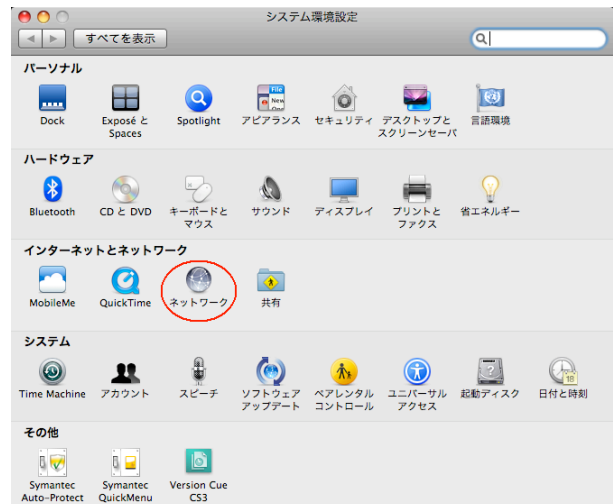 システム環境設定
すべてを表示
パーソナル
Dock
Exposé と
Spaces
Spotlight
File
New
アピアランス
セキュリティ
デスクトップと
スクリーンセーバ
言語環境
ハードウェア
Bluetooth
CD と DVD
キーボードと
マウス
サウンド
ディスプレイ
プリントと
ファクス
省エネルギー
インターネットとネットワーク
MobileMe
QuickTime
ネットワーク
共有
システム
Time Machine
アカウント
スピーチ
ソフトウェア
アップデート
ペアレンタル
コントロール
ユニバーサル
アクセス
起動ディスク
18
日付と時刻
その他
Symantec
Auto-Protect
Symantec
QuickMenu
Version Cue
CS3